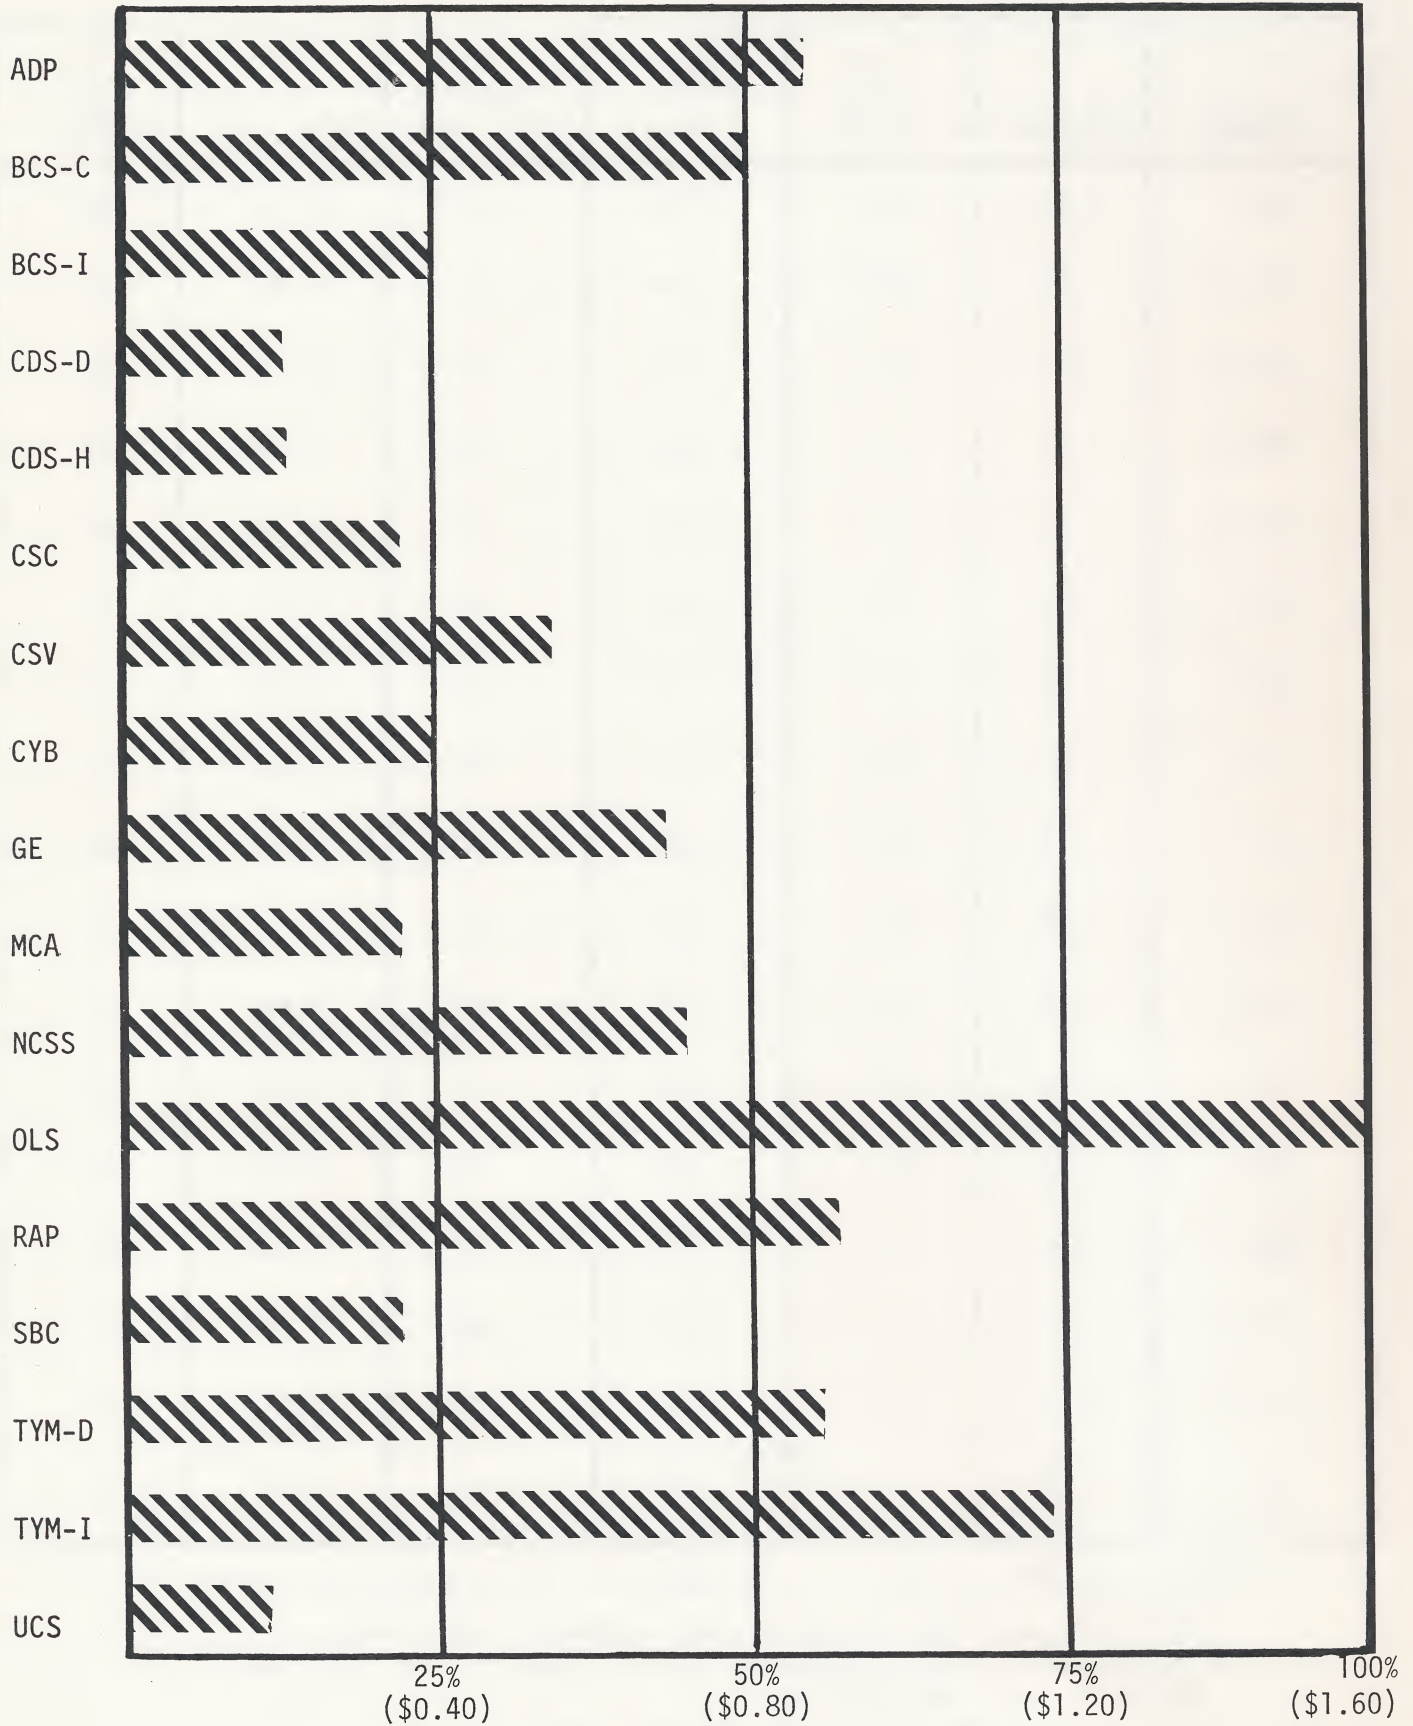 ADP
BCS-C
BCS-I
CDS-D
CDS-H
CSC
CSV
CYB
GE
MCA
NCSS
OLS
RAP
SBC
TYM-D
TYM-I
UCS
25% 50% 75% 100%
($0.40) ($0.80) ($1.20) ($1.60)